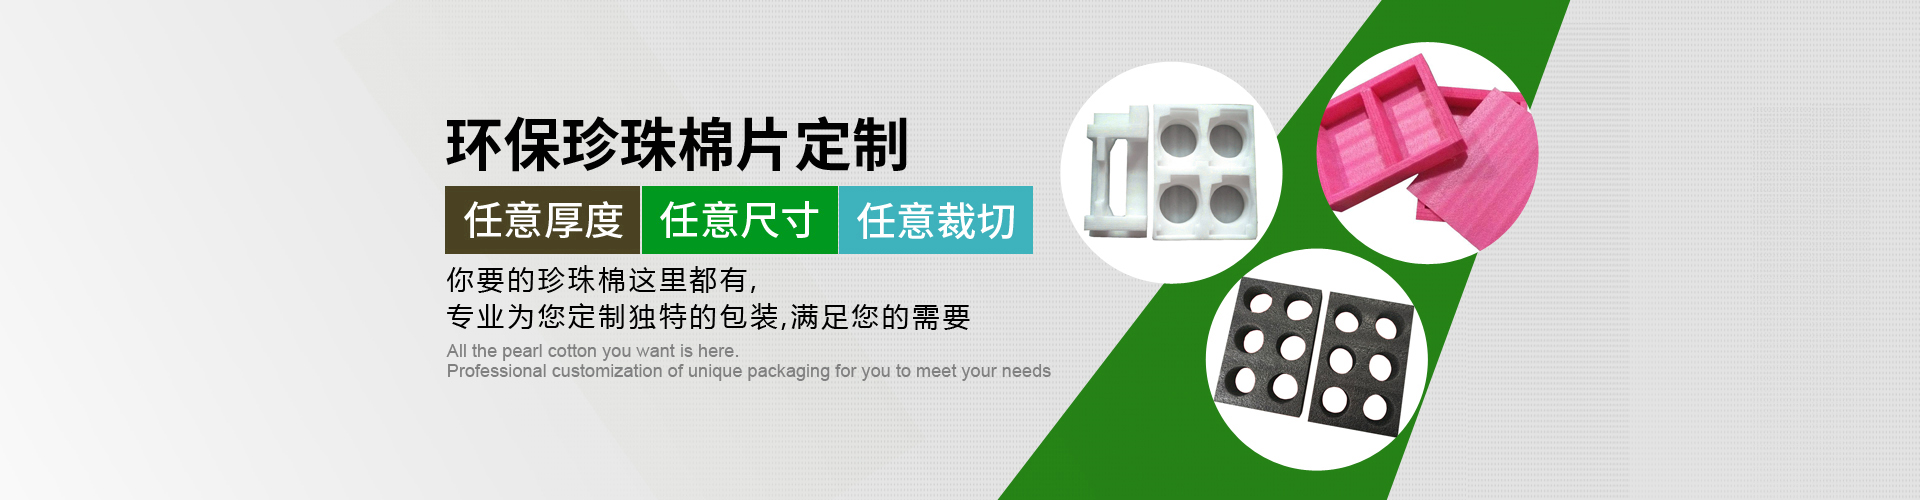 环保珍珠棉片定制
任意厚度 任意尺寸 任意裁切
你要的珍珠棉这里都有,
专业为您定制独特的包装,满足您的需要
All the pearl cotton you want is here.
Professional customization of unique packaging for you to meet your needs